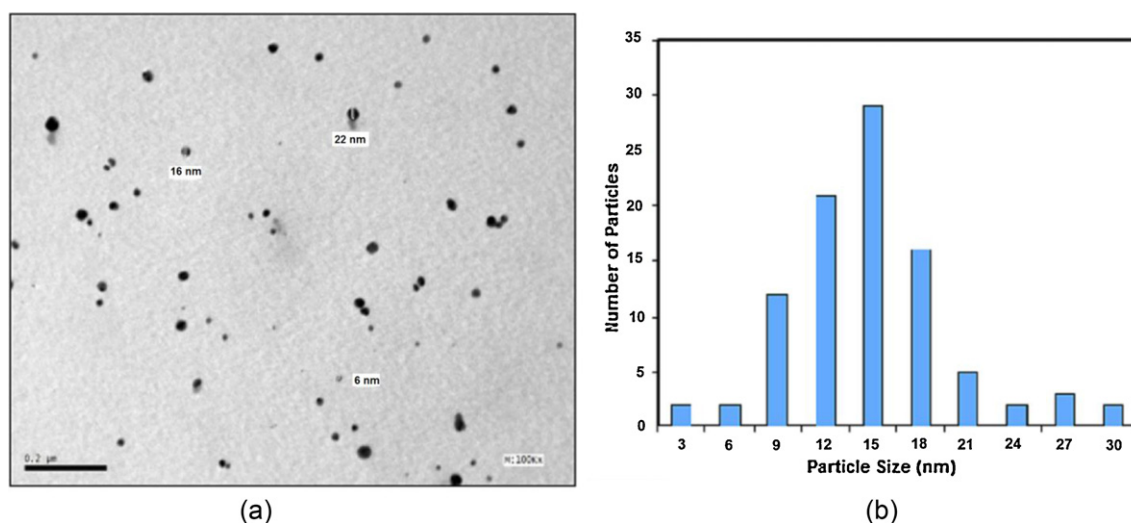 22 nm
16 nm
6 nm
0.2 µm
M:100Kx
(a)
35
30
25
20
15
10
5
0
Number of Particles
3 6 9 12 15 18 21 24 27 30
Particle Size (nm)
(b)